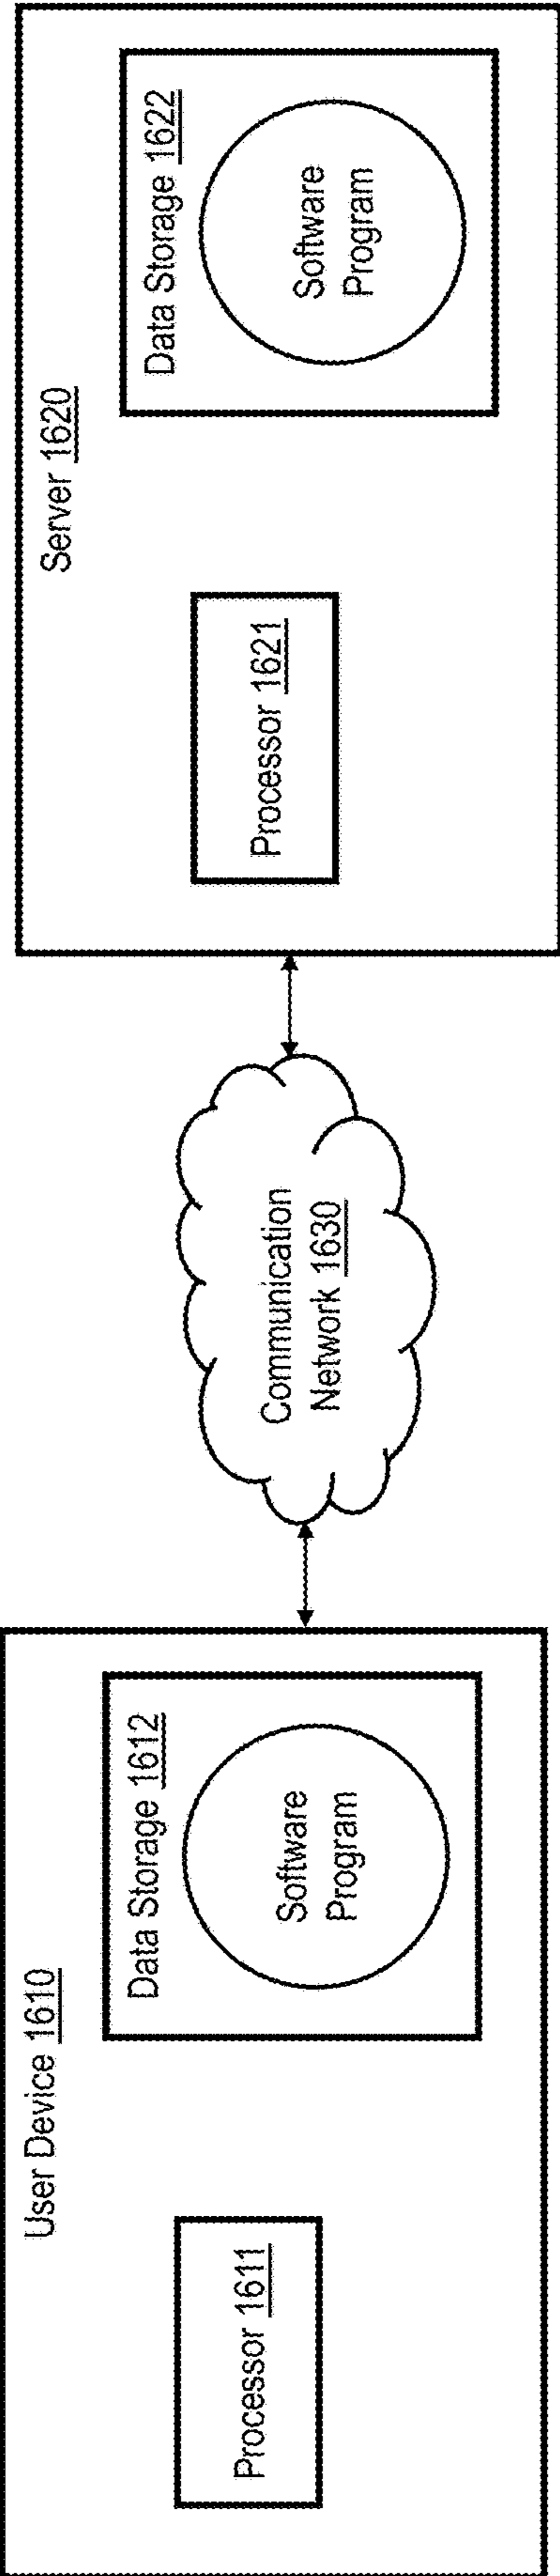 User Device 1610
Processor 1611
Data Storage 1612
Software
Program
Communication
Network 1630
Server 1620
Processor 1621
Data Storage 1622
Software
Program